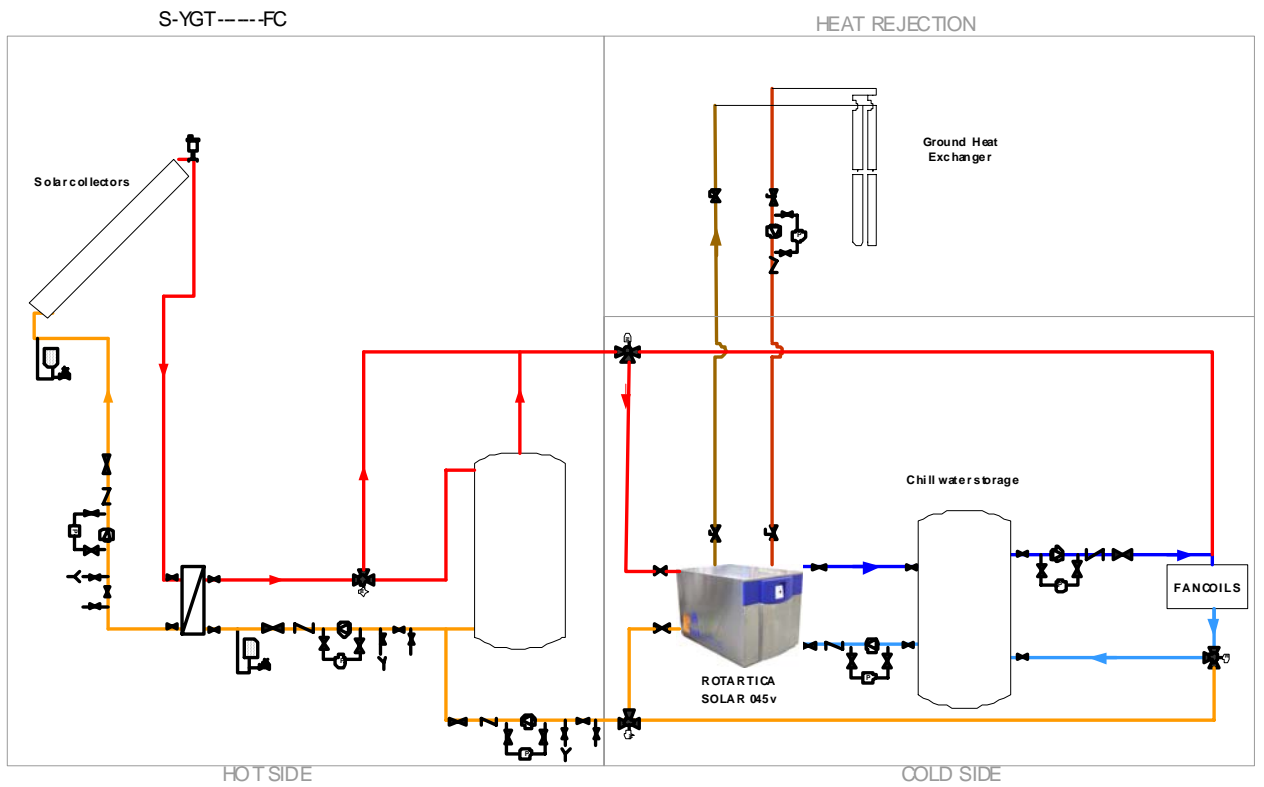 S-YGT------FC
HEAT REJECTION
Ground Heat
Exchanger
Solar collectors
Chill water storage
FANCOILS
ROTARTICA
SOLAR 045v
HOT SIDE
COLD SIDE